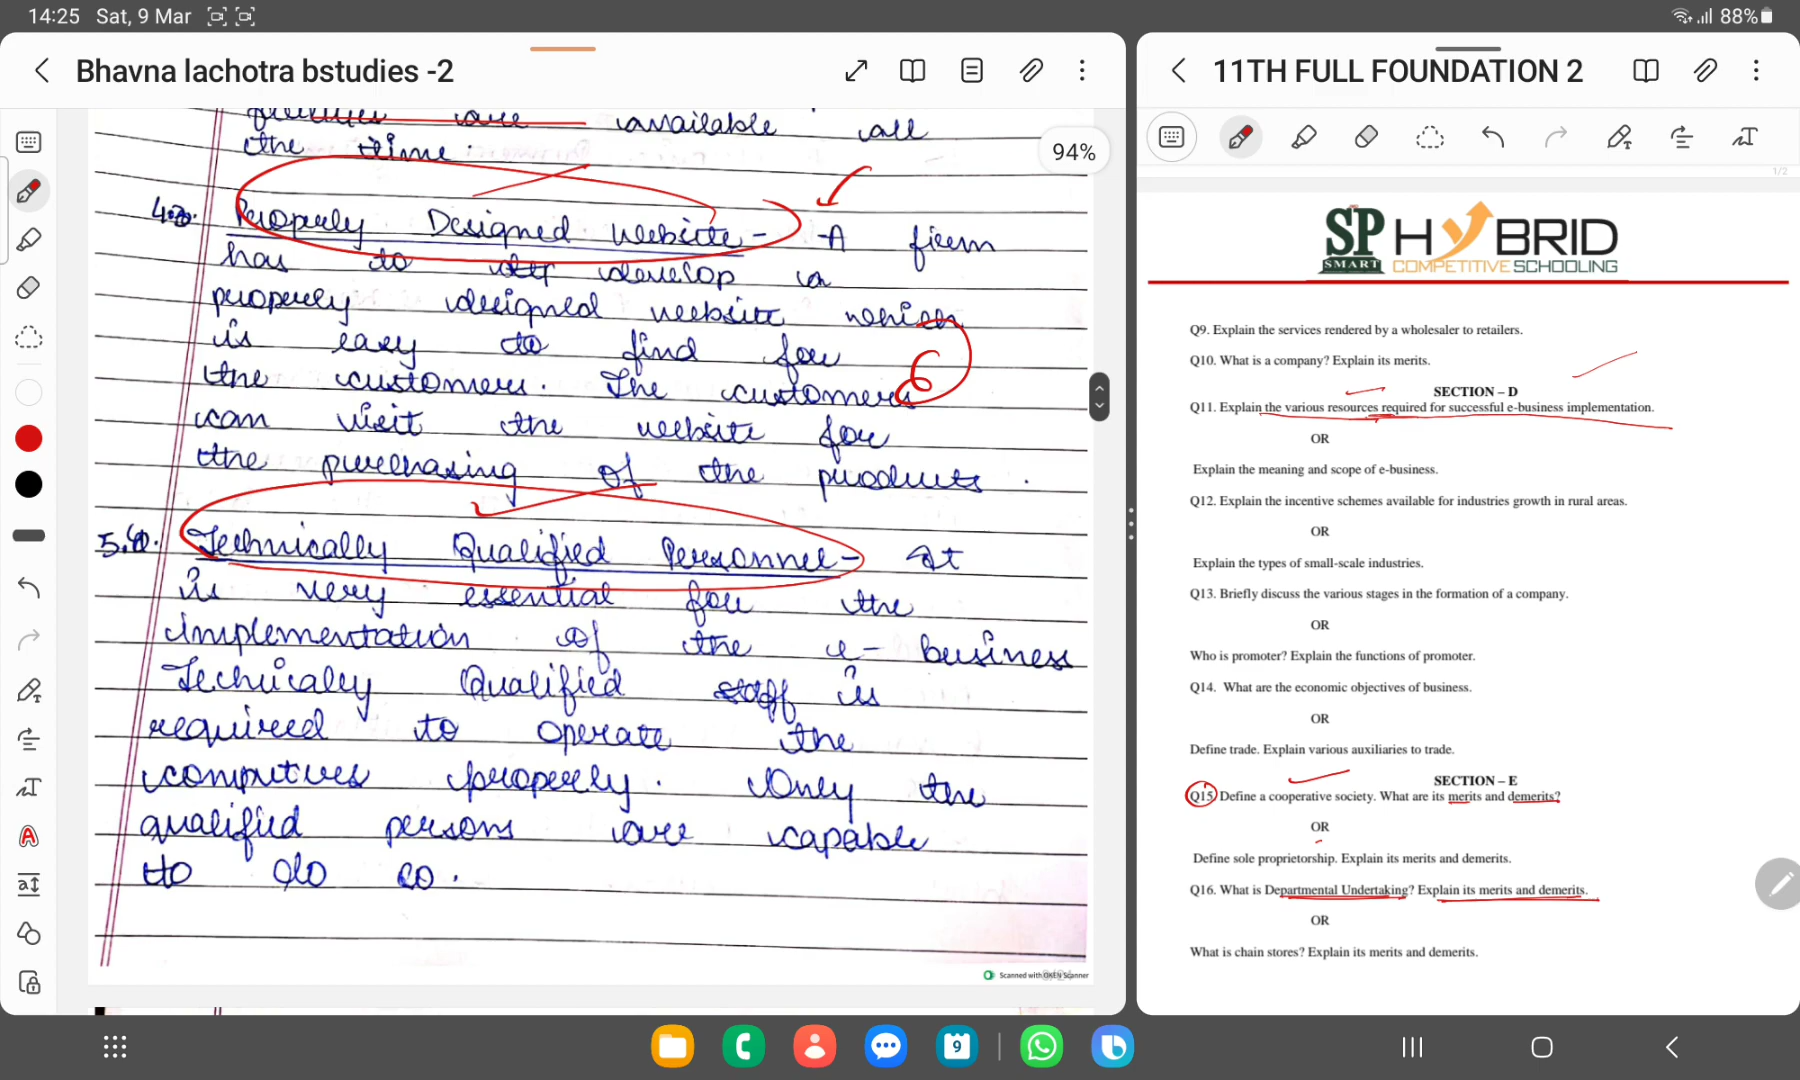 14:25 Sat, 9 Mar
88%
Bhavna lachotra bstudies -2
facilities are available all
the time.
94%
4. Properly Designed Website - A firm
has to develop a
properly designed website which
is easy to find for
the customers. The customers
6
can visit the website for
the purchasing of the products.
5. Technically Qualified Personnel - It
is very essential for the
implementation of the e-business
Techically Qualified staff is
required to operate the
computers properly. Only the
qualified persons are capable
to do so.
Scanned with OKEN Scanner
11TH FULL FOUNDATION 2
1/2
SP HYBRID
SMART COMPETITIVE SCHOOLING
Q9. Explain the services rendered by a wholesaler to retailers.
Q10. What is a company? Explain its merits.
SECTION – D
Q11. Explain the various resources required for successful e-business implementation.
OR
Explain the meaning and scope of e-business.
Q12. Explain the incentive schemes available for industries growth in rural areas.
OR
Explain the types of small-scale industries.
Q13. Briefly discuss the various stages in the formation of a company.
OR
Who is promoter? Explain the functions of promoter.
Q14. What are the economic objectives of business.
OR
Define trade. Explain various auxiliaries to trade.
SECTION – E
Q15. Define a cooperative society. What are its merits and demerits?
OR
Define sole proprietorship. Explain its merits and demerits.
Q16. What is Departmental Undertaking? Explain its merits and demerits.
OR
What is chain stores? Explain its merits and demerits.
9